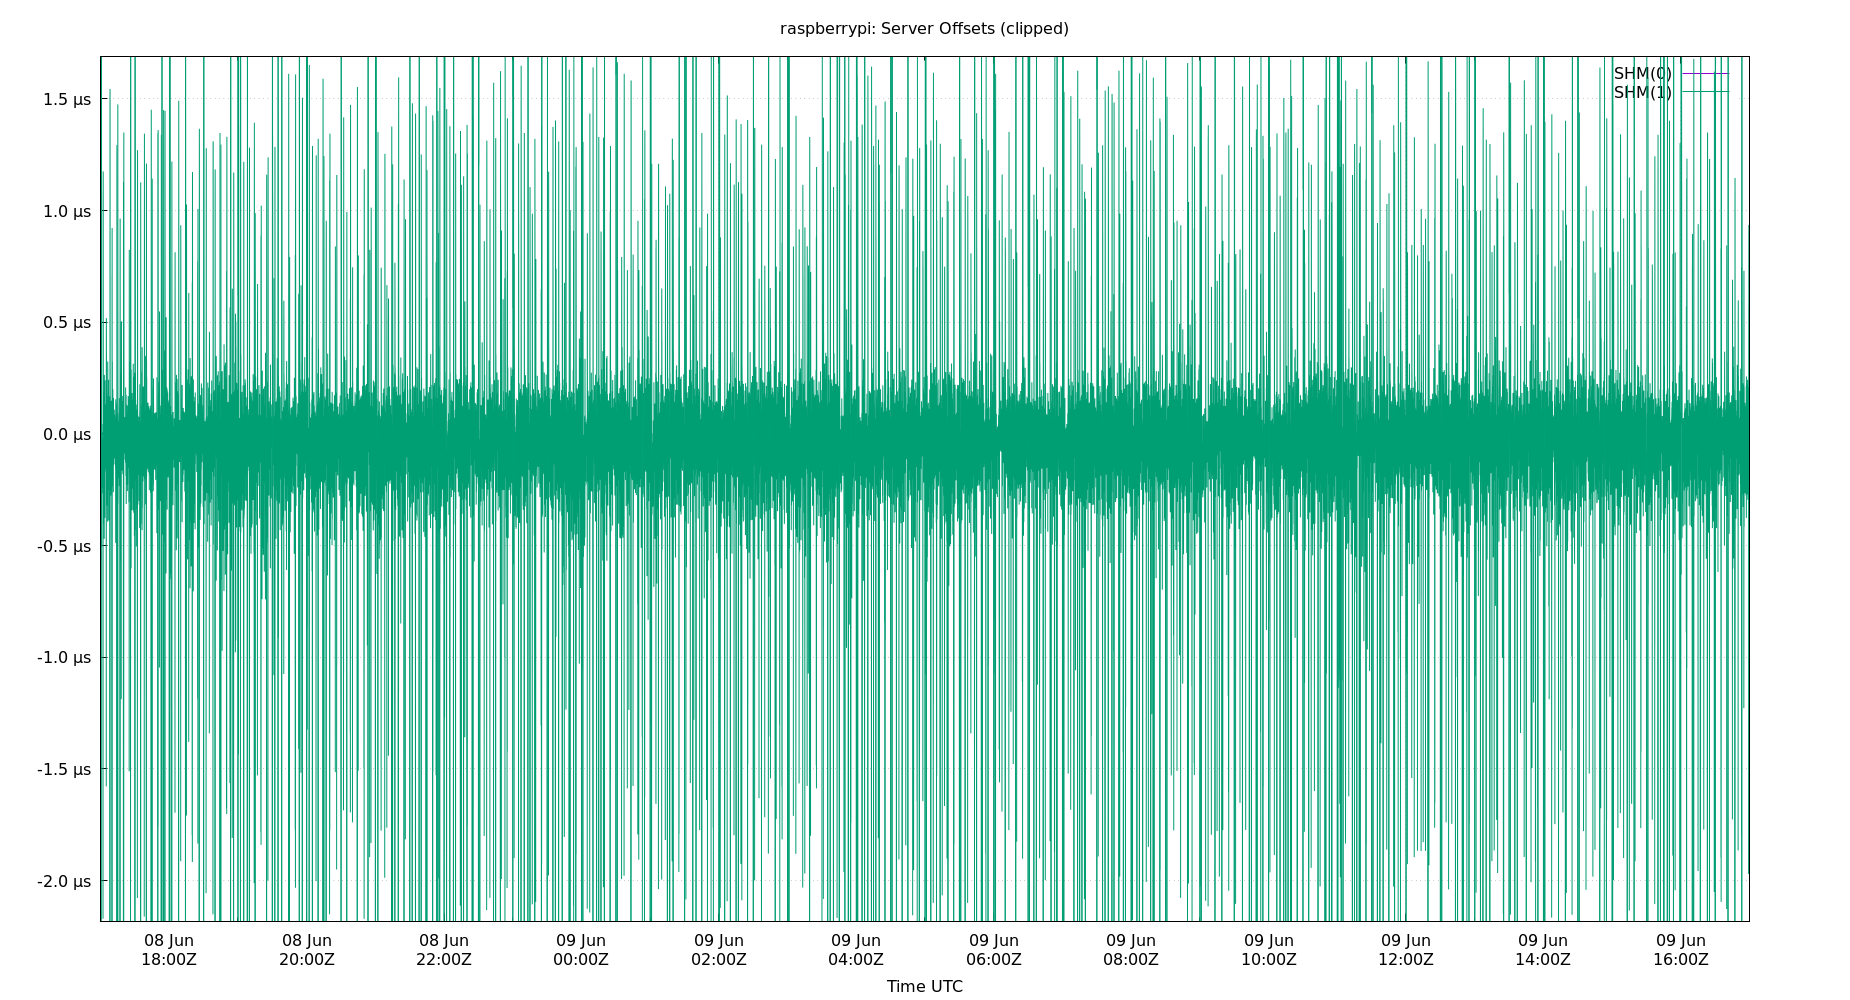 raspberrypi: Server Offsets (clipped)
SHM(0)
SHM(1)
1.5 µs
1.0 µs
0.5 µs
0.0 µs
-0.5 µs
-1.0 µs
-1.5 µs
-2.0 µs
08 Jun 08 Jun 08 Jun 09 Jun 09 Jun 09 Jun 09 Jun 09 Jun 09 Jun 09 Jun 09 Jun 09 Jun
18:00Z 20:00Z 22:00Z 00:00Z 02:00Z 04:00Z 06:00Z 08:00Z 10:00Z 12:00Z 14:00Z 16:00Z
Time UTC